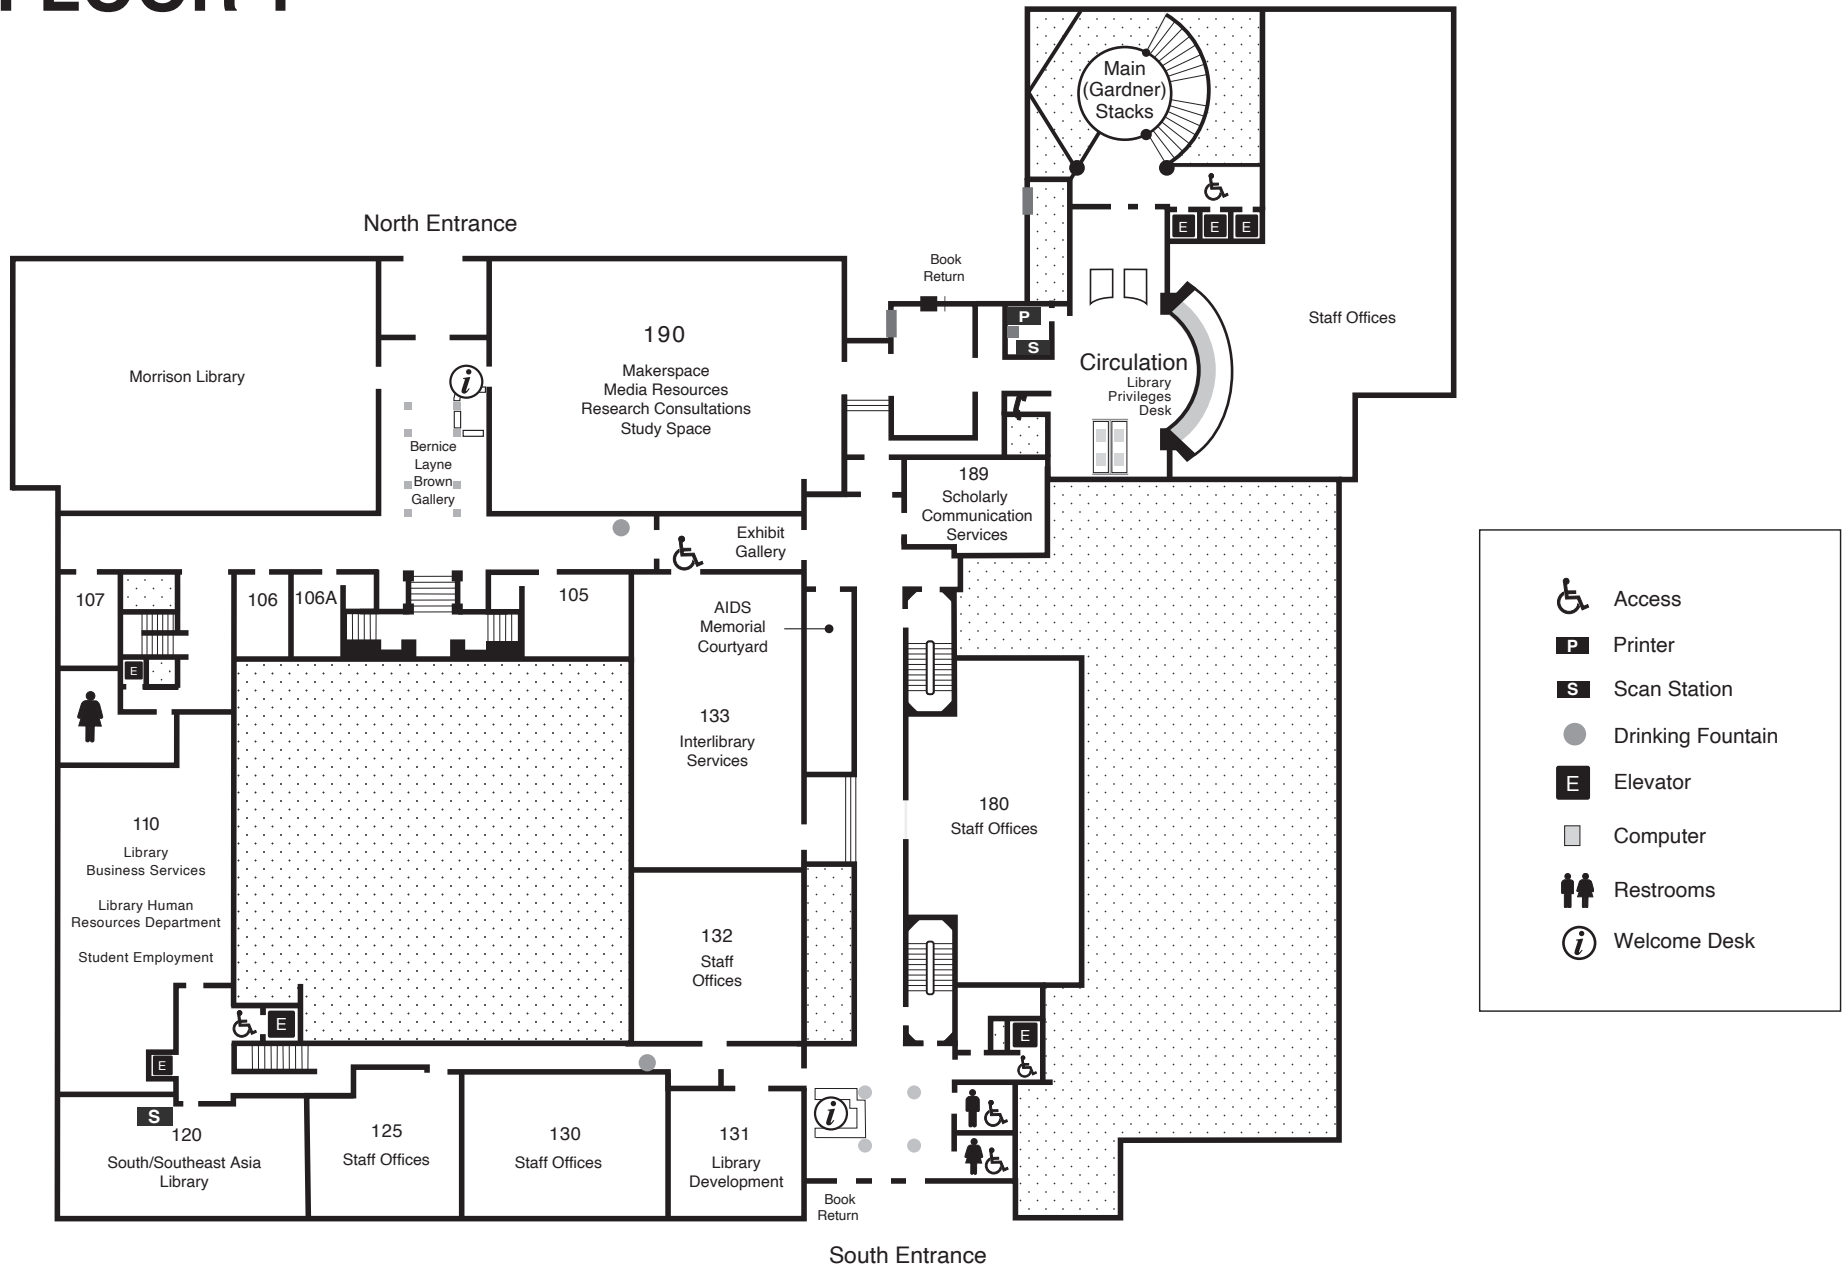 FLOOR 1
Main
(Gardner)
Stacks
E
E
E
North Entrance
Book
Return
P
S
Staff Offices
Morrison Library
i
190
Makerspace
Media Resources
Research Consultations
Study Space
Circulation
Library
Privileges
Desk
Bernice
Layne
Brown
Gallery
189
Scholarly
Communication
Services
Exhibit
Gallery
107
106
106A
105
AIDS
Memorial
Courtyard
E
133
Interlibrary
Services
110
Library
Business Services
Library Human
Resources Department
Student Employment
180
Staff Offices
132
Staff
Offices
E
E
E
S
120
South/Southeast Asia
Library
125
Staff Offices
130
Staff Offices
131
Library
Development
i
Book
Return
South Entrance
Access
P Printer
S Scan Station
Drinking Fountain
E Elevator
Computer
Restrooms
i Welcome Desk